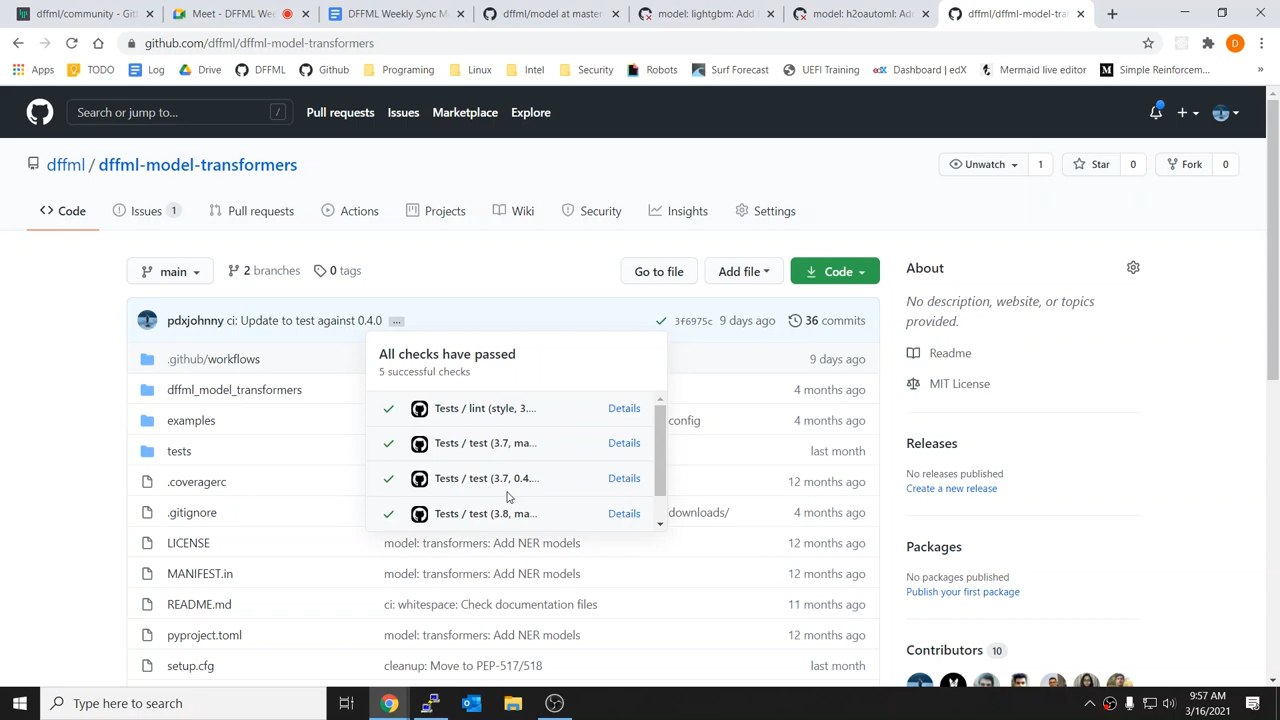 dffml/community - Gitt
Meet - DFFML Wee
DFFML Weekly Sync M
dffml/model at master
model: lightgbm: Add
model: h2oautoml: Ad
dffml/dffml-model-tra
github.com/dffml/dffml-model-transformers
D
Apps
TODO
Log
Drive
DFFML
Github
Programing
Linux
Intel
Security
Robots
Surf Forecast
UEFI Training
edX
Dashboard | edX
Mermaid live editor
Simple Reinforcem...
»
Search or jump to...
/
Pull requests
Issues
Marketplace
Explore
dffml / dffml-model-transformers
Unwatch
1
Star
0
Fork
0
<> Code
Issues 1
Pull requests
Actions
Projects
Wiki
Security
Insights
Settings
main
2 branches
0 tags
Go to file
Add file
Code
About
No description, website, or topics
provided.
Readme
MIT License
pdxjohnny ci: Update to test against 0.4.0 ...
3f6975c 9 days ago
36 commits
All checks have passed
5 successful checks
Tests / lint (style, 3....
Details
Tests / test (3.7, ma...
Details
Tests / test (3.7, 0.4....
Details
Tests / test (3.8, ma...
Details
.github/workflows
9 days ago
dffml_model_transformers
4 months ago
examples
config
4 months ago
tests
last month
.coveragerc
12 months ago
.gitignore
downloads/
4 months ago
LICENSE
model: transformers: Add NER models
12 months ago
MANIFEST.in
model: transformers: Add NER models
12 months ago
README.md
ci: whitespace: Check documentation files
11 months ago
pyproject.toml
model: transformers: Add NER models
12 months ago
setup.cfg
cleanup: Move to PEP-517/518
last month
Releases
No releases published
Create a new release
Packages
No packages published
Publish your first package
Contributors 10
Type here to search
9:57 AM
3/16/2021